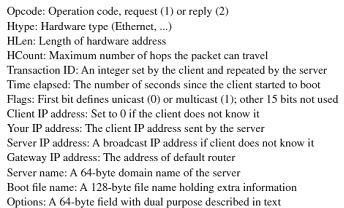 Opcode: Operation code, request (1) or reply (2)
Htype: Hardware type (Ethernet, ...)
HLen: Length of hardware address
HCount: Maximum number of hops the packet can travel
Transaction ID: An integer set by the client and repeated by the server
Time elapsed: The number of seconds since the client started to boot
Flags: First bit defines unicast (0) or multicast (1); other 15 bits not used
Client IP address: Set to 0 if the client does not know it
Your IP address: The client IP address sent by the server
Server IP address: A broadcast IP address if client does not know it
Gateway IP address: The address of default router
Server name: A 64-byte domain name of the server
Boot file name: A 128-byte file name holding extra information
Options: A 64-byte field with dual purpose described in text